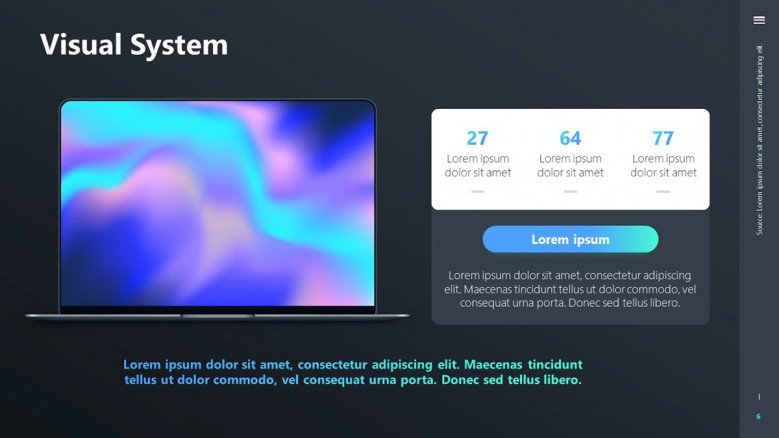 Visual System
27
Lorem ipsum
dolor sit amet
64
Lorem ipsum
dolor sit amet
77
Lorem ipsum
dolor sit amet
Lorem ipsum
Lorem ipsum dolor sit amet, consectetur adipiscing
elit. Maecenas tincidunt tellus ut dolor commodo, vel
consequat urna porta. Donec sed tellus libero.
Lorem ipsum dolor sit amet, consectetur adipiscing elit. Maecenas tincidunt
tellus ut dolor commodo, vel consequat urna porta. Donec sed tellus libero.
Source: Lorem ipsum dolor sit amet, consectetur adipiscing elit.
6